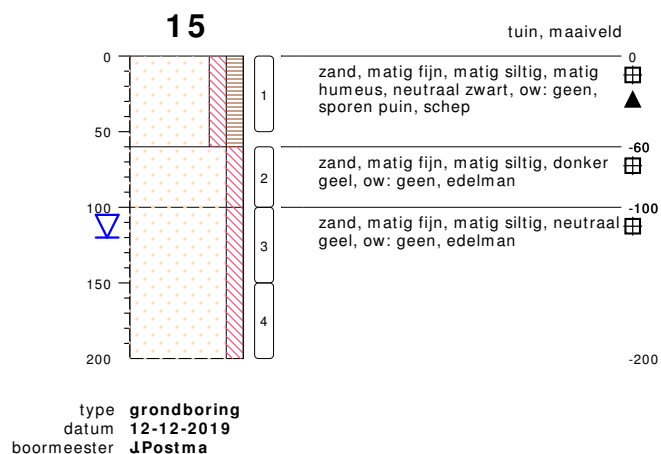 15
tuin, maaiveld
0
0
zand, matig fijn, matig siltig, matig
humeus, neutraal zwart, ow: geen,
sporen puin, schep
1
50
-60
zand, matig fijn, matig siltig, donker
geel, ow: geen, edelman
2
100
-100
zand, matig fijn, matig siltig, neutraal
geel, ow: geen, edelman
3
150
4
200
-200
type grondboring
datum 12-12-2019
boormeester J.Postma